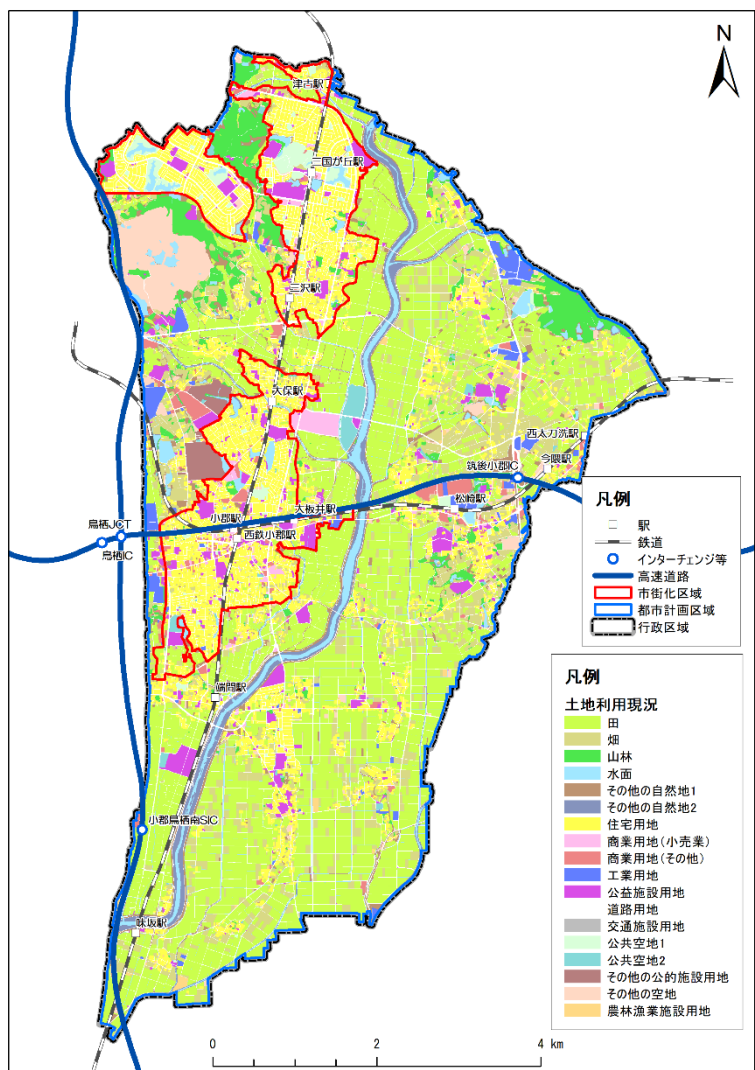 N
津古駅
三国が丘駅
三沢駅
大保駅
西太刀洗駅
今隈駅
筑後小郡IC
松崎駅
大板井駅
小郡駅
西鉄小郡駅
鳥栖JCT
鳥栖IC
端間駅
小郡鳥栖南SIC
味坂駅
凡例
駅
鉄道
インターチェンジ等
高速道路
市街化区域
都市計画区域
行政区域
凡例
土地利用現況
田
畑
山林
水面
その他の自然地1
その他の自然地2
住宅用地
商業用地(小売業)
商業用地(その他)
工業用地
公益施設用地
道路用地
交通施設用地
公共空地1
公共空地2
その他の公的施設用地
その他の空地
農林漁業施設用地
0 2 4 km